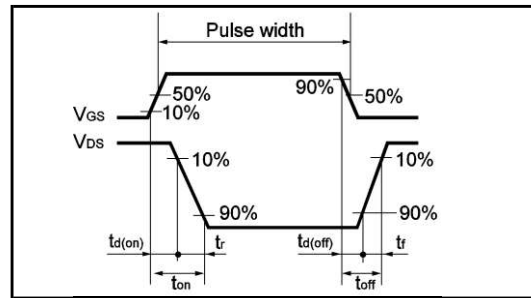 Pulse width
90%
50%
50%
10%
VGS
VDS
10%
10%
90%
90%
td(on)
tr
td(off)
tf
ton
toff